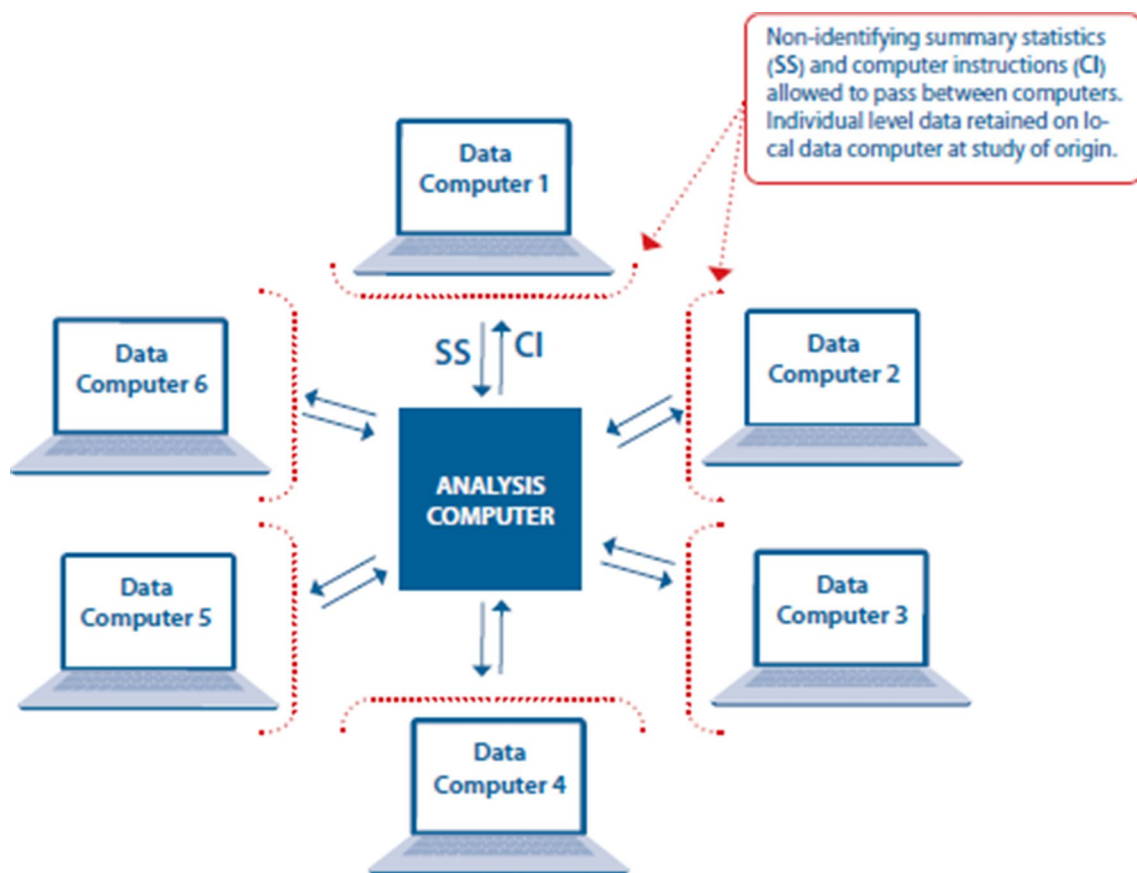 Non-identifying summary statistics
(SS) and computer instructions (CI)
allowed to pass between computers.
Individual level data retained on lo-
cal data computer at study of origin.
Data
Computer 1
Data
Computer 6
SS
CI
Data
Computer 2
ANALYSIS
COMPUTER
Data
Computer 5
Data
Computer 3
Data
Computer 4